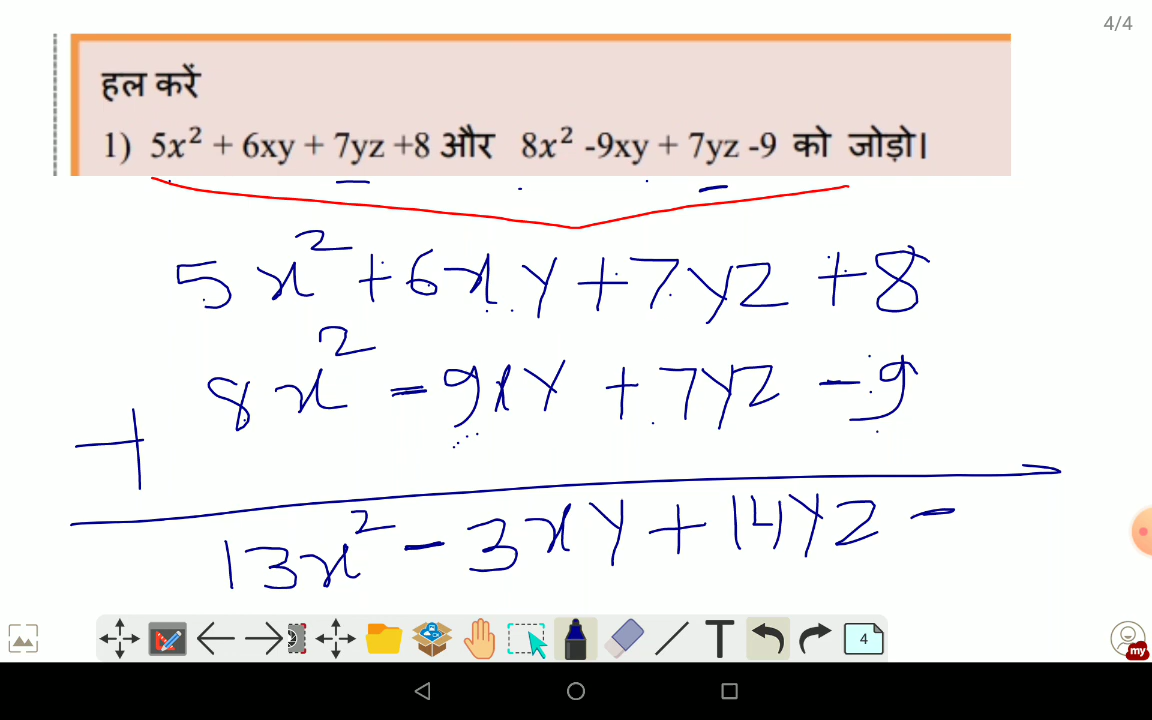 4/4
हल करें
1) 5x² + 6xy + 7yz +8 और 8x² -9xy + 7yz -9 को जोड़ो।
5x² + 6xy + 7yz + 8
8x² - 9xy + 7yz - 9
+
13x² - 3xy + 14yz -
T
4
my